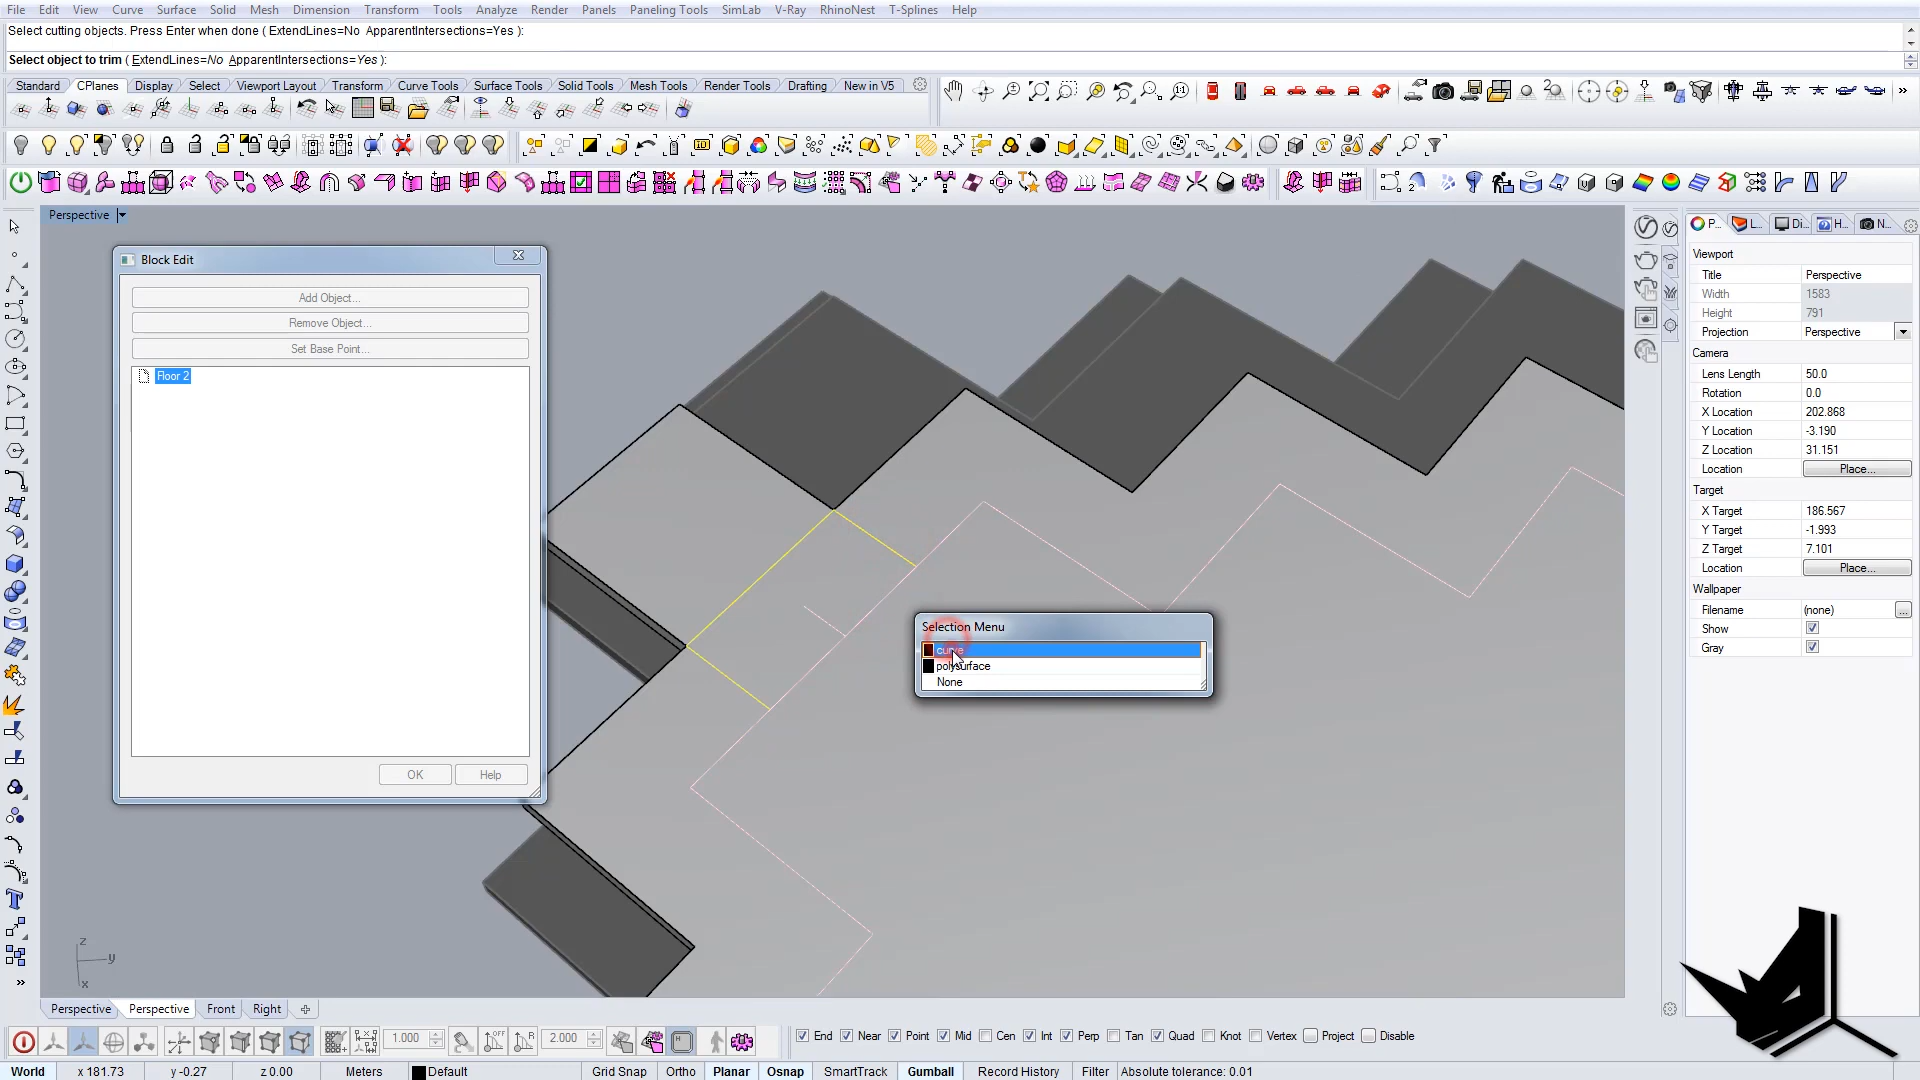 File Edit View Curve Surface Solid Mesh Dimension Transform Tools Analyze Render Panels Paneling Tools SimLab V-Ray RhinoNest T-Splines Help
Select cutting objects. Press Enter when done ( ExtendLines=No ApparentIntersections=Yes ):
Select object to trim ( ExtendLines=No ApparentIntersections=Yes ):
Standard CPlanes Display Select Viewport Layout Transform Curve Tools Surface Tools Solid Tools Mesh Tools Render Tools Drafting New in V5
Perspective
Block Edit
Add Object...
Remove Object...
Set Base Point...
Floor 2
OK Help
Selection Menu
curve
polysurface
None
P... L... Di... H... N...
Viewport
Title Perspective
Width 1583
Height 791
Projection Perspective
Camera
Lens Length 50.0
Rotation 0.0
X Location 202.868
Y Location -3.190
Z Location 31.151
Location Place...
Target
X Target 186.567
Y Target -1.993
Z Target 7.101
Location Place...
Wallpaper
Filename (none) ...
Show
Gray
z
y
x
Perspective Perspective Front Right
1.000 2.000
End Near Point Mid Cen Int Perp Tan Quad Knot Vertex Project Disable
World x 181.73 y -0.27 z 0.00 Meters Default Grid Snap Ortho Planar Osnap SmartTrack Gumball Record History Filter Absolute tolerance: 0.01